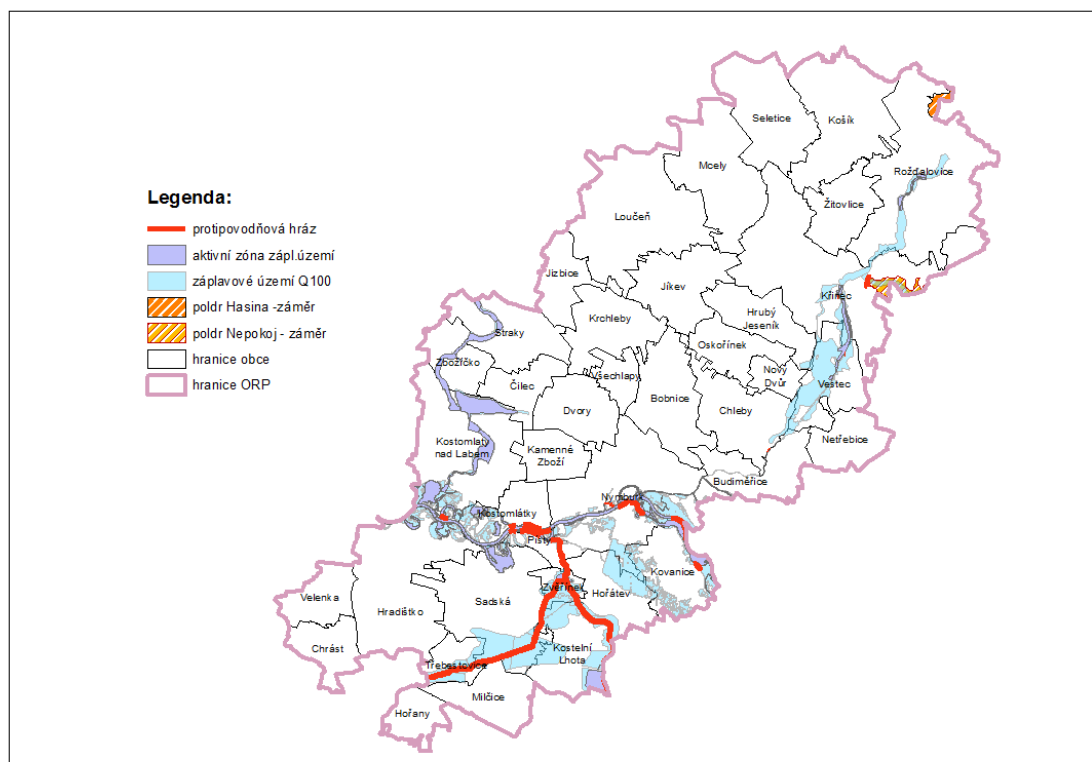 Legenda:
protipovodňová hráz
aktivní zóna zápl.území
záplavové území Q100
poldr Hasina -záměr
poldr Nepokoj - záměr
hranice obce
hranice ORP
Seletice
Košík
Mcely
Rožďalovice
Žitovlice
Loučeň
Jizbice
Jíkev
Křinec
Krchleby
Hrubý
Jeseník
Straky
Oskořínek
Zbožíčko
Všechlapy
Nový
Dvůr
Vestec
Čilec
Dvory
Bobnice
Chleby
Kostomlaty
nad Labem
Netřebice
Kamenné
Zboží
Budiměřice
Nymburk
Kostomlátky
Písty
Kovanice
Zvěřínek
Hořátev
Velenka
Hradištko
Sadská
Chrást
Kostelní
Lhota
Třebestovice
Milčice
Hořany